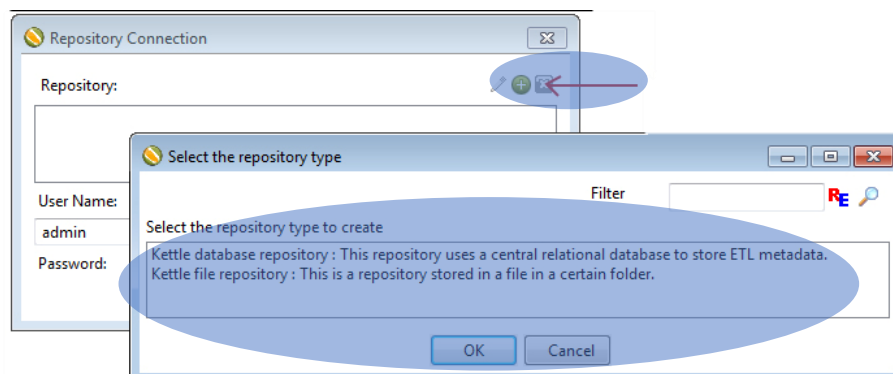 Repository Connection
Repository:
Select the repository type
User Name:
Filter
RE
Select the repository type to create
admin
Kettle database repository : This repository uses a central relational database to store ETL metadata.
Password:
Kettle file repository : This is a repository stored in a file in a certain folder.
OK
Cancel